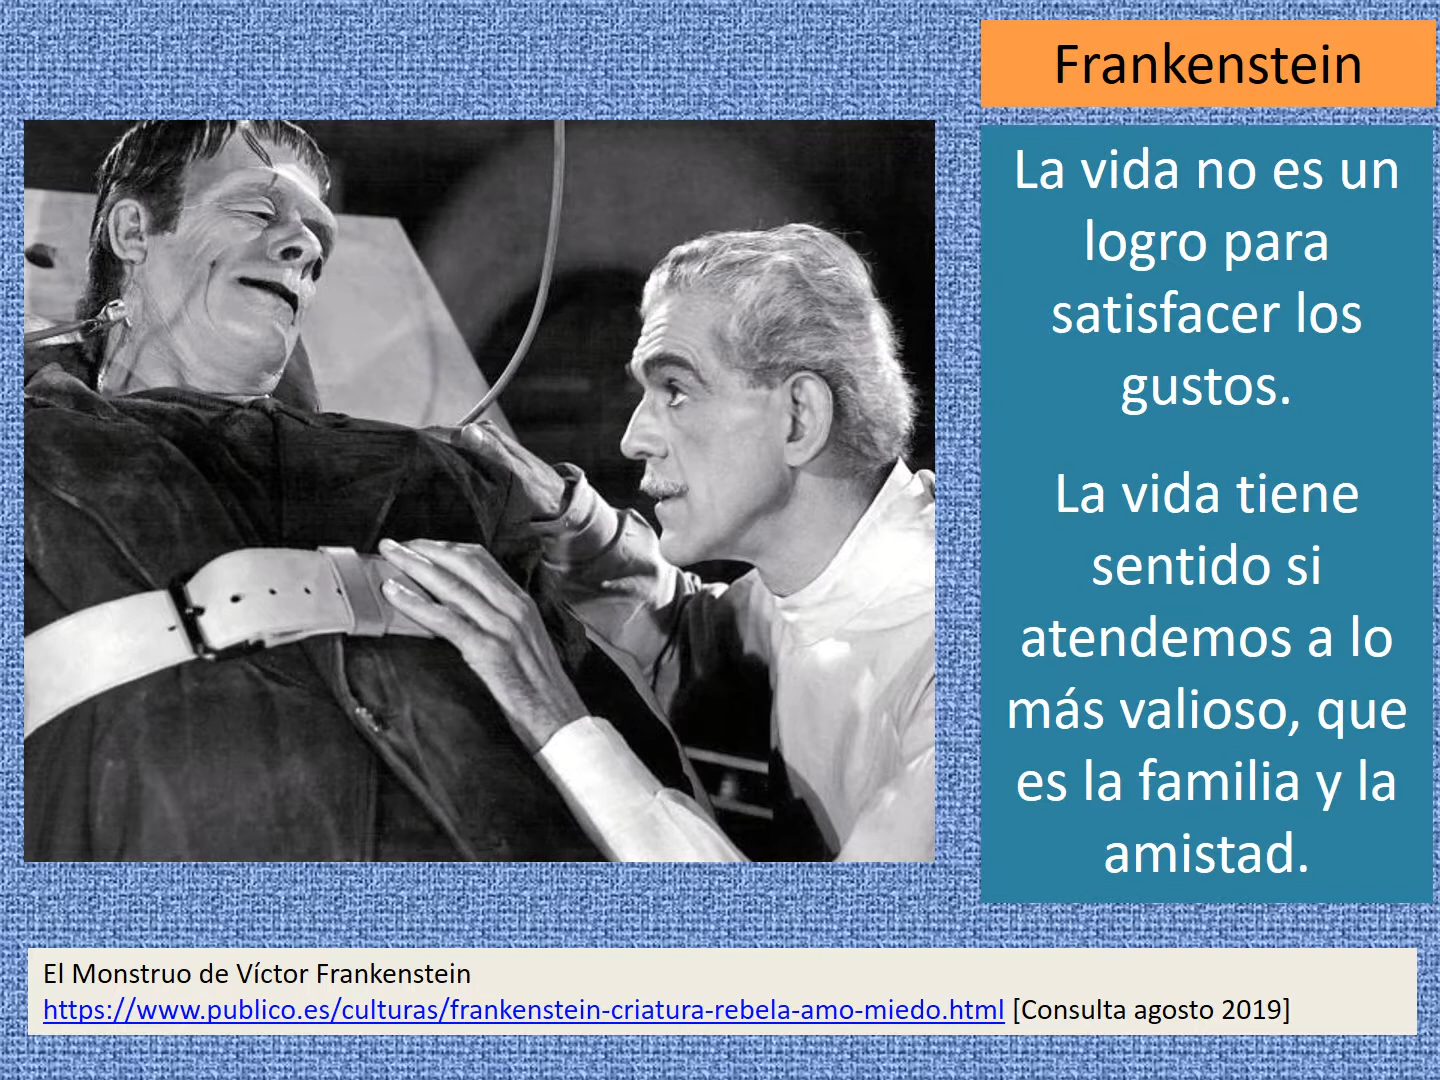 Frankenstein
La vida no es un
logro para
satisfacer los
gustos.
La vida tiene
sentido si
atendemos a lo
más valioso, que
es la familia y la
amistad.
El Monstruo de Víctor Frankenstein
https://www.publico.es/culturas/frankenstein-criatura-rebela-amo-miedo.html [Consulta agosto 2019]